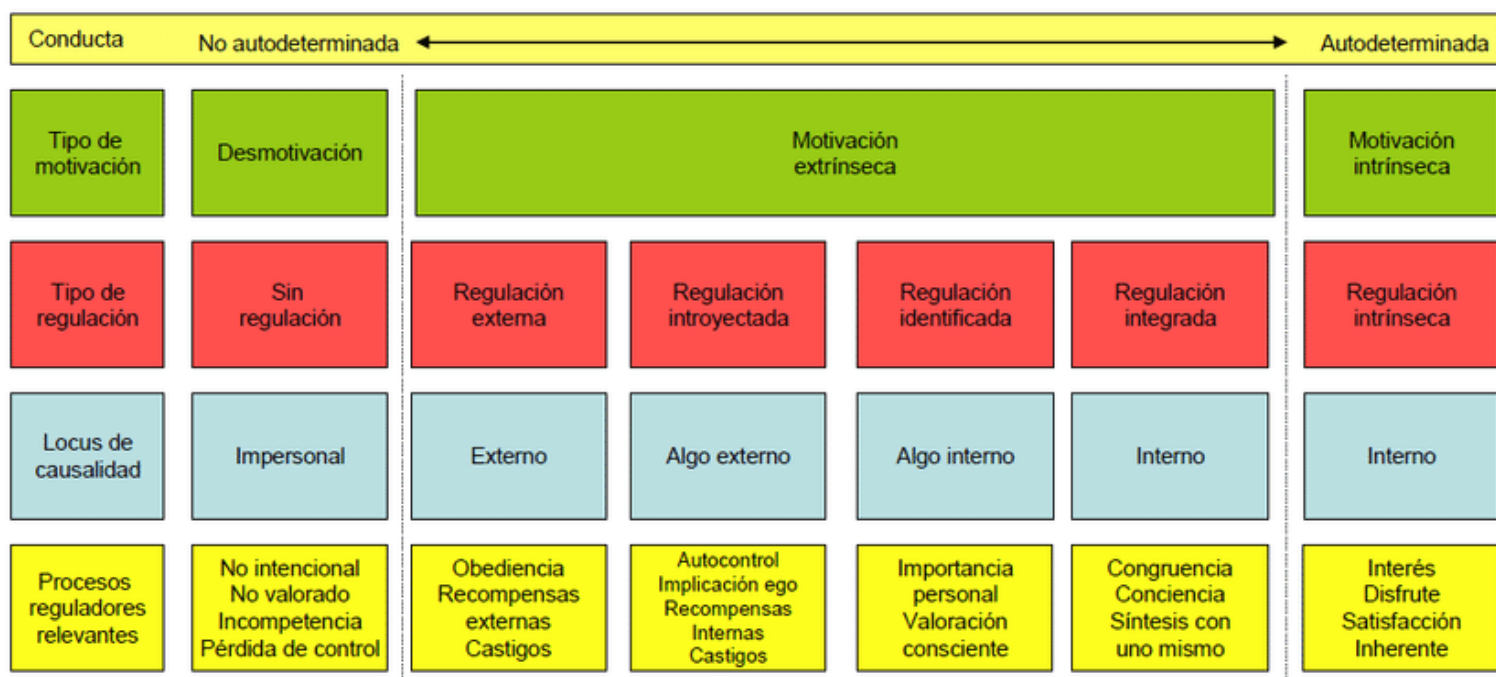 Conducta
No autodeterminada
Autodeterminada
Tipo de
motivación
Desmotivación
Motivación
extrínseca
Motivación
intrínseca
Tipo de
regulación
Sin
regulación
Regulación
externa
Regulación
introyectada
Regulación
identificada
Regulación
integrada
Regulación
intrínseca
Locus de
causalidad
Impersonal
Externo
Algo externo
Algo interno
Interno
Interno
Procesos
reguladores
relevantes
No intencional
No valorado
Incompetencia
Pérdida de control
Obediencia
Recompensas
externas
Castigos
Autocontrol
Implicación ego
Recompensas
Internas
Castigos
Importancia
personal
Valoración
consciente
Congruencia
Conciencia
Síntesis con
uno mismo
Interés
Disfrute
Satisfacción
Inherente